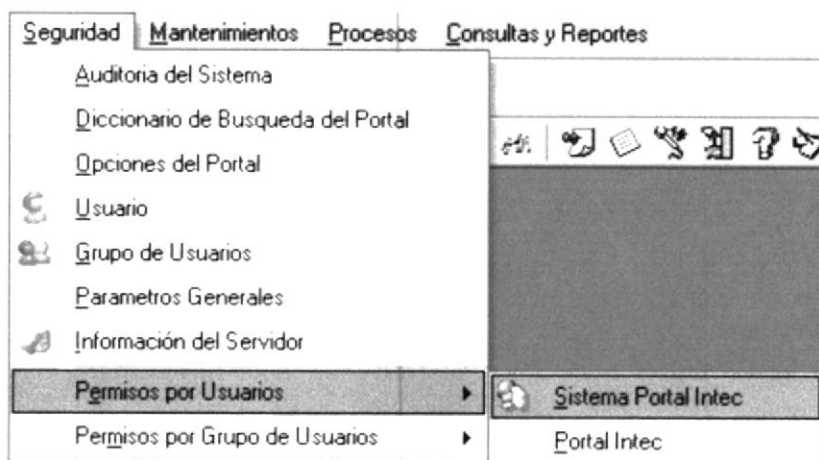 Seguridad Mantenimientos Procesos Consultas y Reportes
Auditoria del Sistema
Diccionario de Busqueda del Portal
Opciones del Portal
Usuario
Grupo de Usuarios
Parametros Generales
Información del Servidor
Permisos por Usuarios
Sistema Portal Intec
Permisos por Grupo de Usuarios
Portal Intec